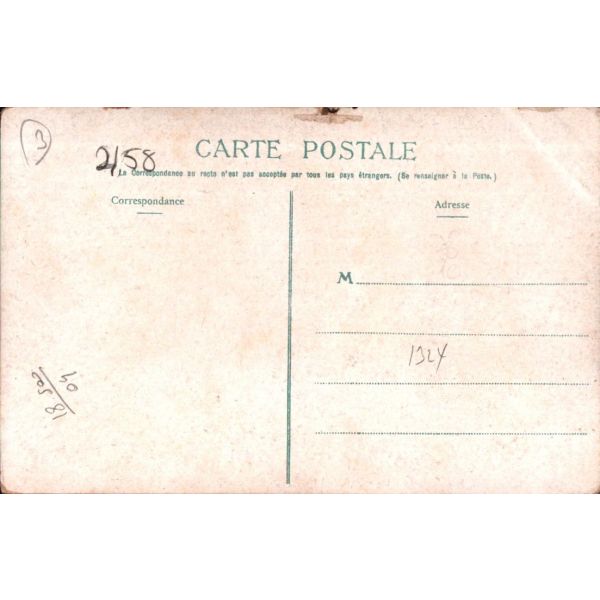 3
2158
CARTE POSTALE
La Correspondance au recto n'est pas acceptée par tous les pays étrangers. (Se renseigner à la Poste.)
Correspondance
Adresse
M
1324